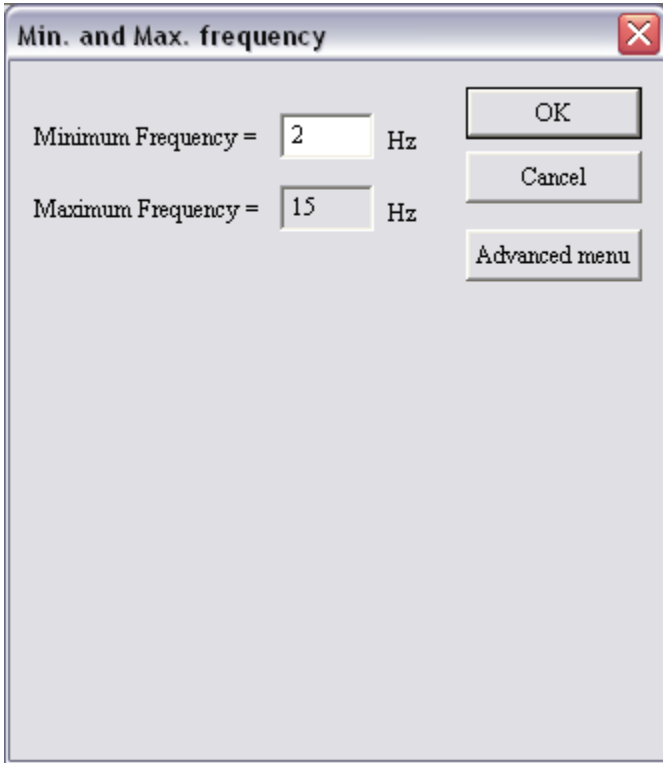 Min. and Max. frequency
Minimum Frequency = 2 Hz
Maximum Frequency = 15 Hz
OK
Cancel
Advanced menu